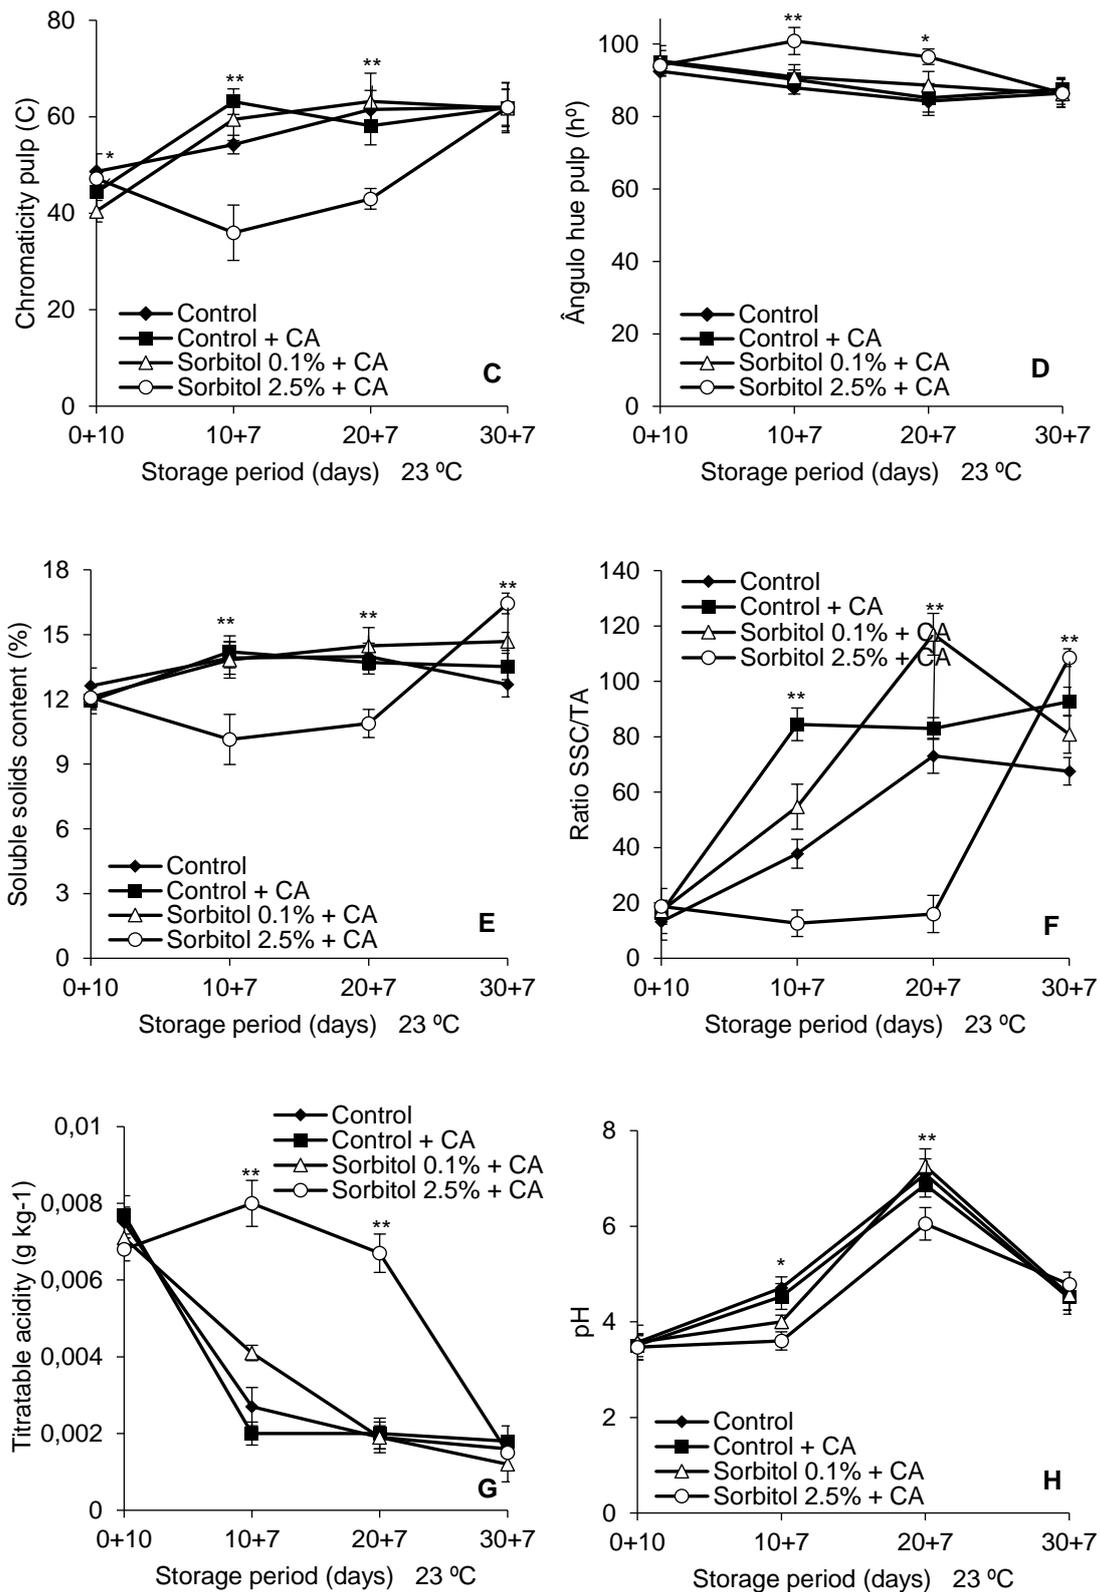 80
60
40
20
0
Chromaticity pulp (C)
*
**
**
Control
Control + CA
Sorbitol 0.1% + CA
Sorbitol 2.5% + CA
C
0+10 10+7 20+7 30+7
Storage period (days) 23 ºC
100
80
60
40
20
0
Ângulo hue pulp (hº)
**
*
Control
Control + CA
Sorbitol 0.1% + CA
Sorbitol 2.5% + CA
D
0+10 10+7 20+7 30+7
Storage period (days) 23 ºC
18
15
12
9
6
3
0
Soluble solids content (%)
**
**
**
Control
Control + CA
Sorbitol 0.1% + CA
Sorbitol 2.5% + CA
E
0+10 10+7 20+7 30+7
Storage period (days) 23 ºC
140
120
100
80
60
40
20
0
Ratio SSC/TA
Control
Control + CA
Sorbitol 0.1% + CA
Sorbitol 2.5% + CA
**
**
**
F
0+10 10+7 20+7 30+7
Storage period (days) 23 ºC
0,01
0,008
0,006
0,004
0,002
0
Titratable acidity (g kg-1)
Control
Control + CA
Sorbitol 0.1% + CA
Sorbitol 2.5% + CA
**
**
G
0+10 10+7 20+7 30+7
Storage period (days) 23 ºC
8
6
4
2
0
pH
*
**
Control
Control + CA
Sorbitol 0.1% + CA
Sorbitol 2.5% + CA
H
0+10 10+7 20+7 30+7
Storage period (days) 23 ºC